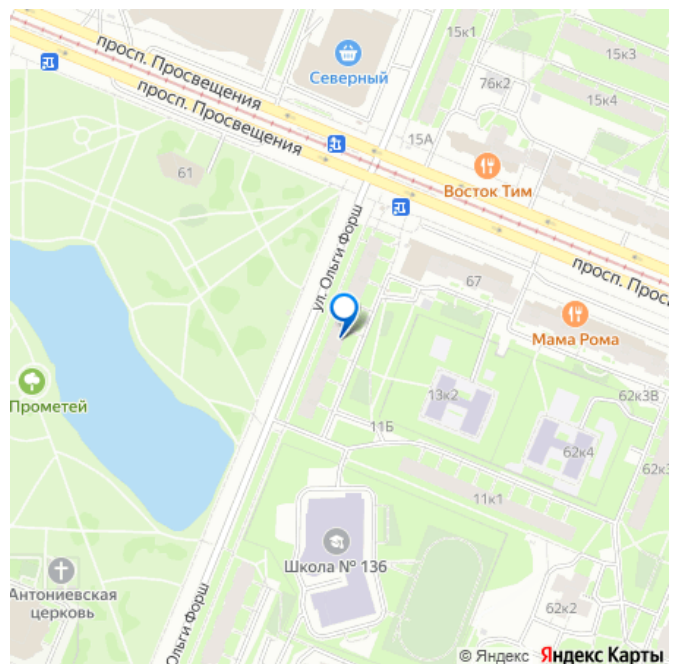 15к1
15к3
просп. Просвещения
Северный
76к2
15к4
просп. Просвещения
15А
61
Восток Тим
ул. Ольги Форш
67
просп. Прос
Мама Рома
Прометей
13к2
62к3В
11Б
62к4
62к3
11к1
Школа № 136
Антониевская
церковь
62к2
Ольги Форш
© Яндекс Яндекс Карты